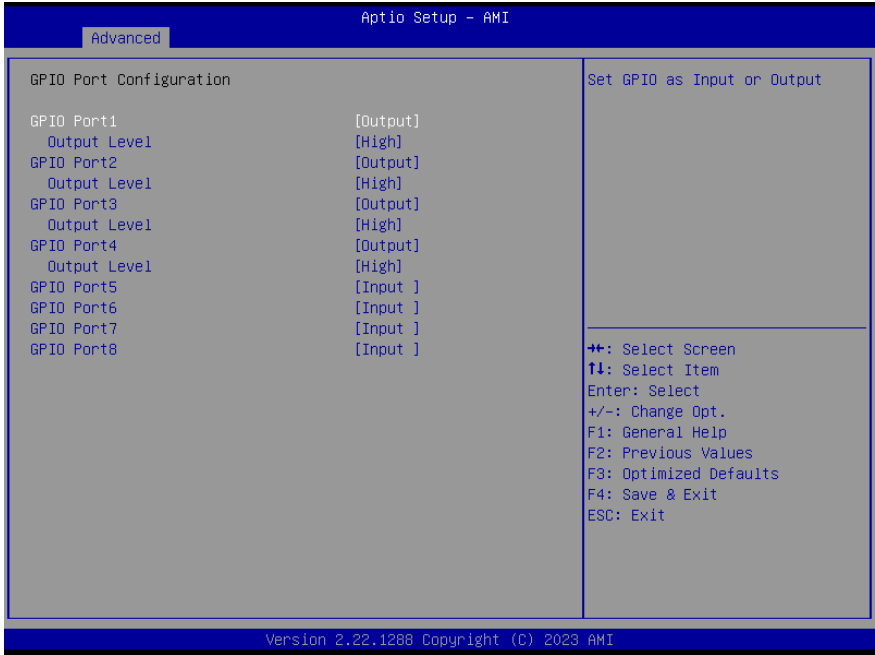 Aptio Setup – AMI
Advanced
GPIO Port Configuration
GPIO Port1 [Output]
Output Level [High]
GPIO Port2 [Output]
Output Level [High]
GPIO Port3 [Output]
Output Level [High]
GPIO Port4 [Output]
Output Level [High]
GPIO Port5 [Input ]
GPIO Port6 [Input ]
GPIO Port7 [Input ]
GPIO Port8 [Input ]
Set GPIO as Input or Output
→←: Select Screen
↑↓: Select Item
Enter: Select
+/-: Change Opt.
F1: General Help
F2: Previous Values
F3: Optimized Defaults
F4: Save & Exit
ESC: Exit
Version 2.22.1288 Copyright (C) 2023 AMI